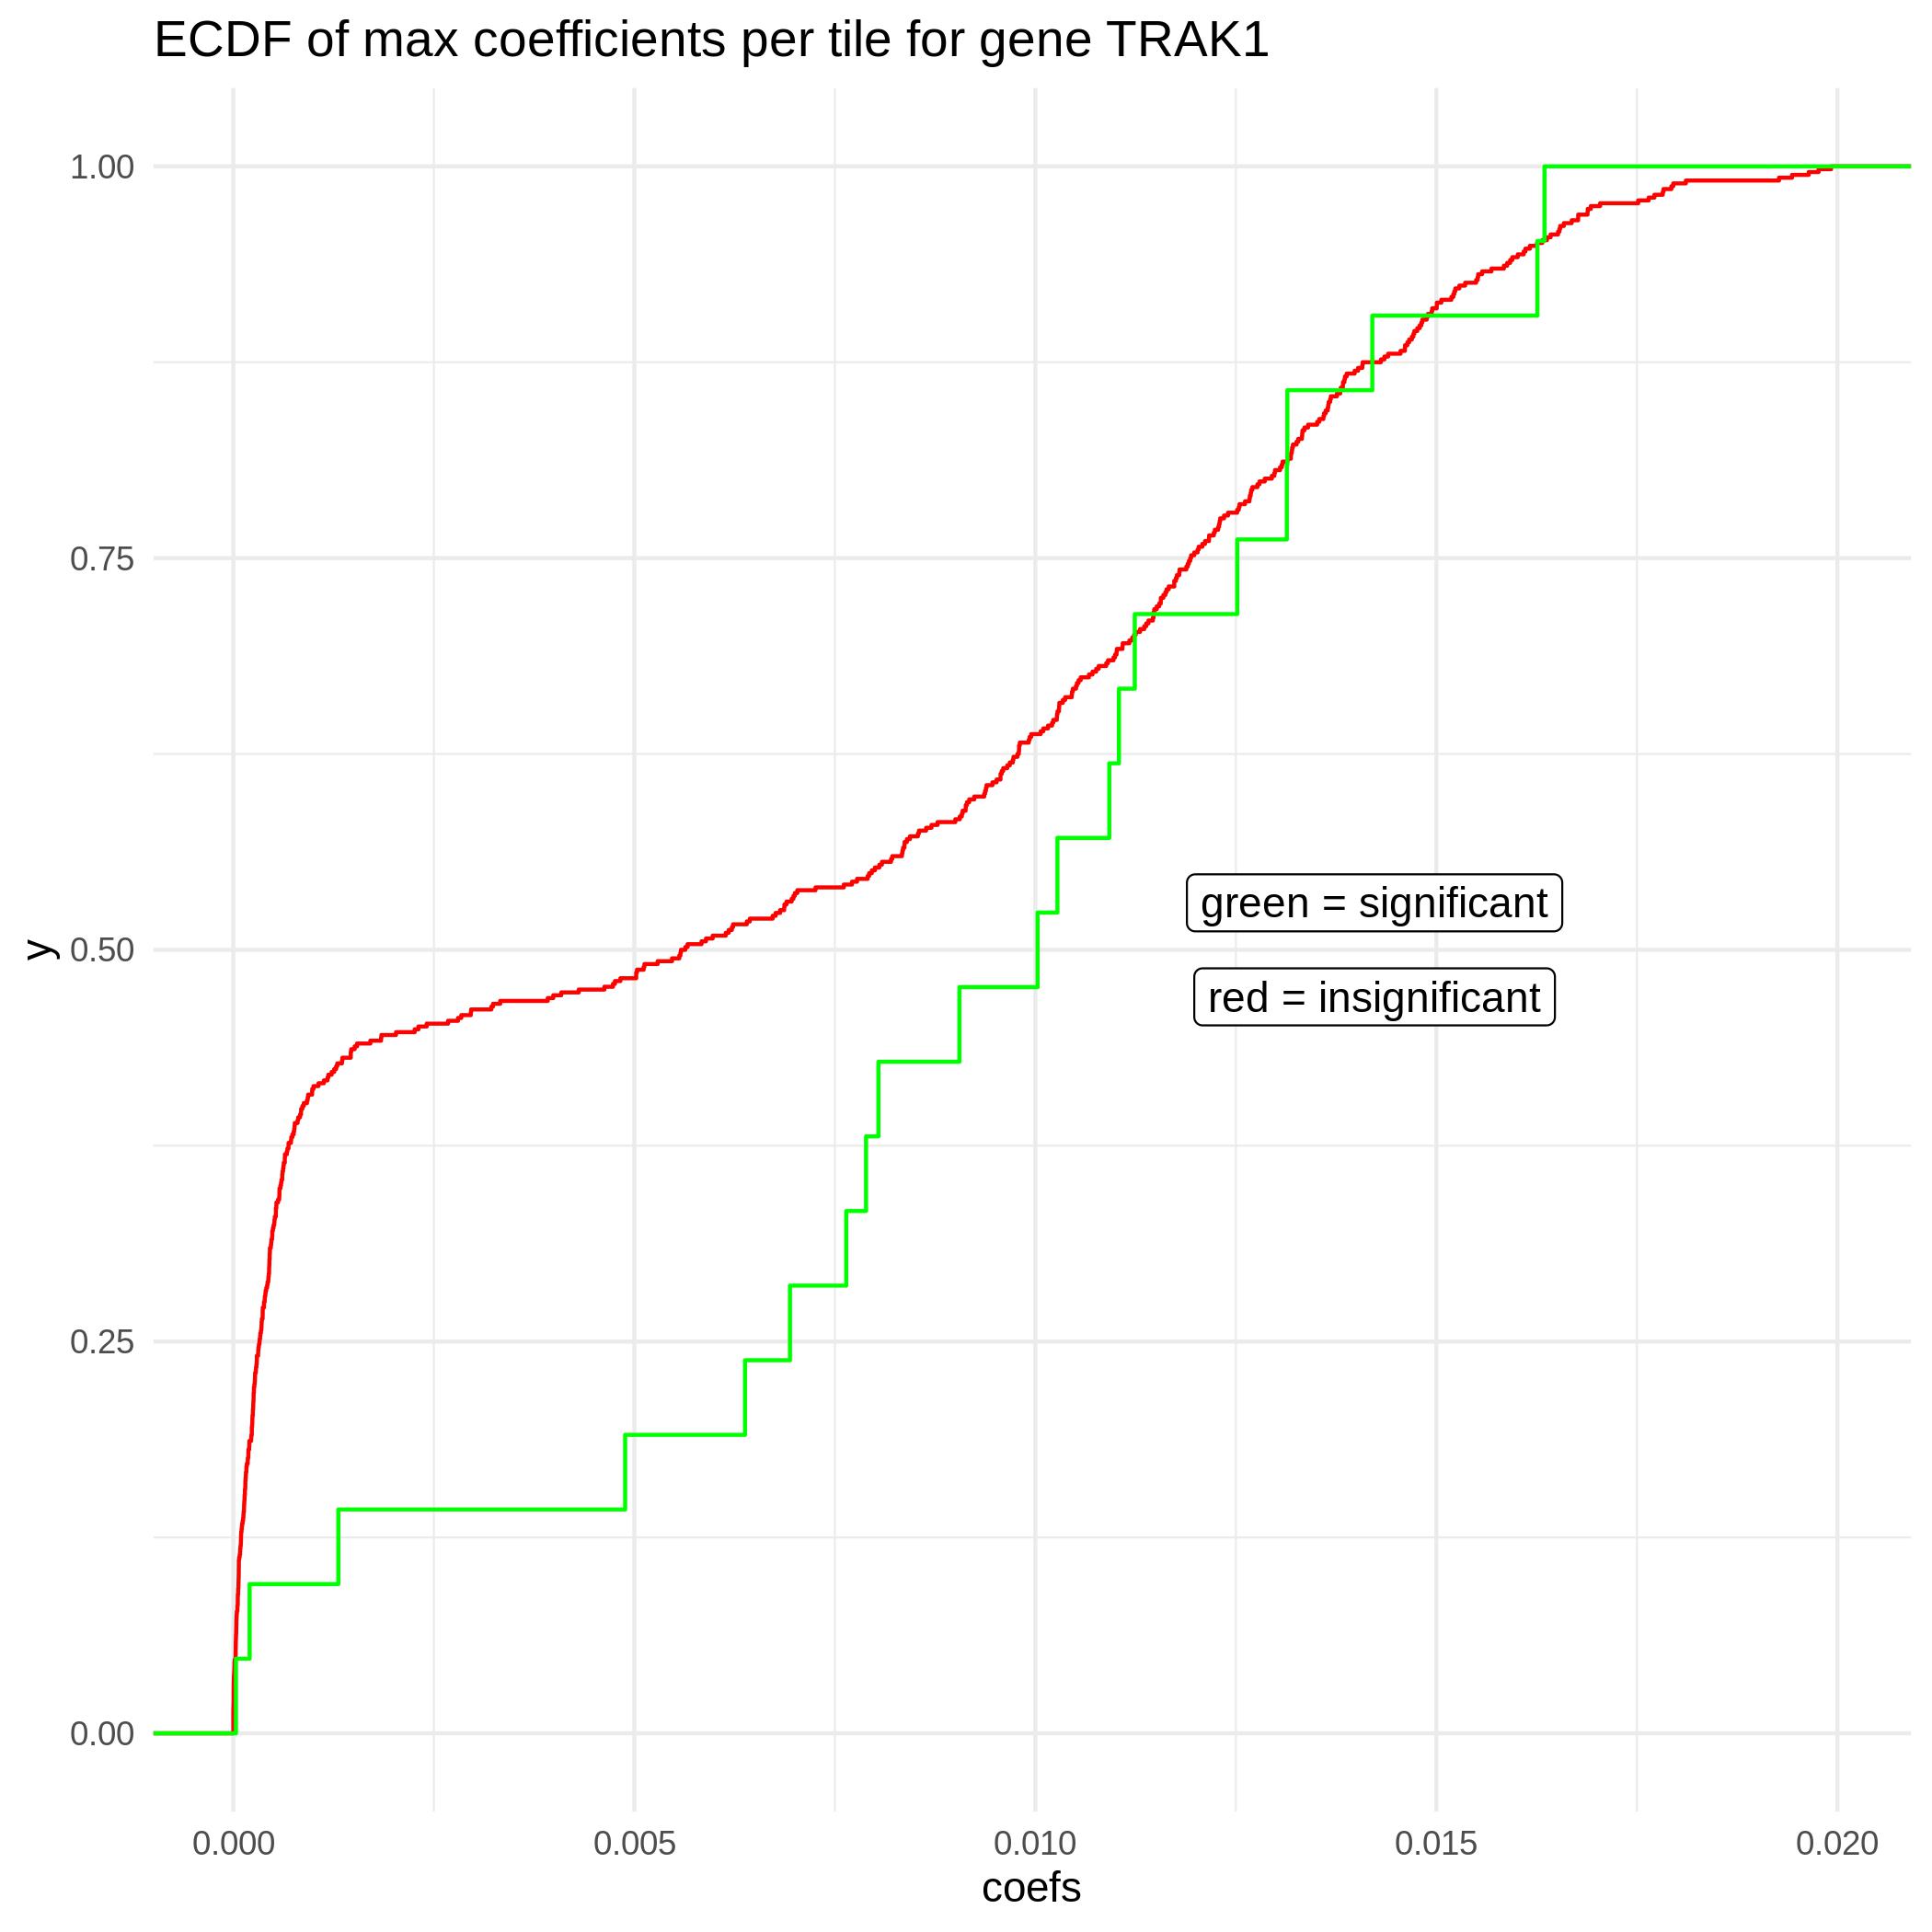 ECDF of max coefficients per tile for gene TRAK1
1.00
0.75
0.50
0.25
0.00
y
green = significant
red = insignificant
0.000 0.005 0.010 0.015 0.020
coefs